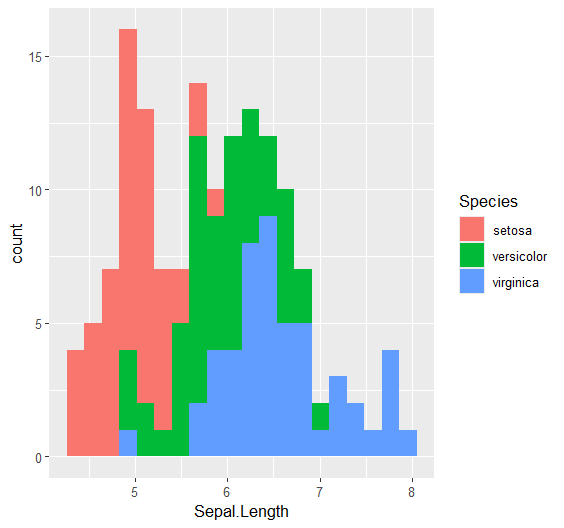 15
10
5
0
count
5
6
7
8
Sepal.Length
Species
setosa
versicolor
virginica